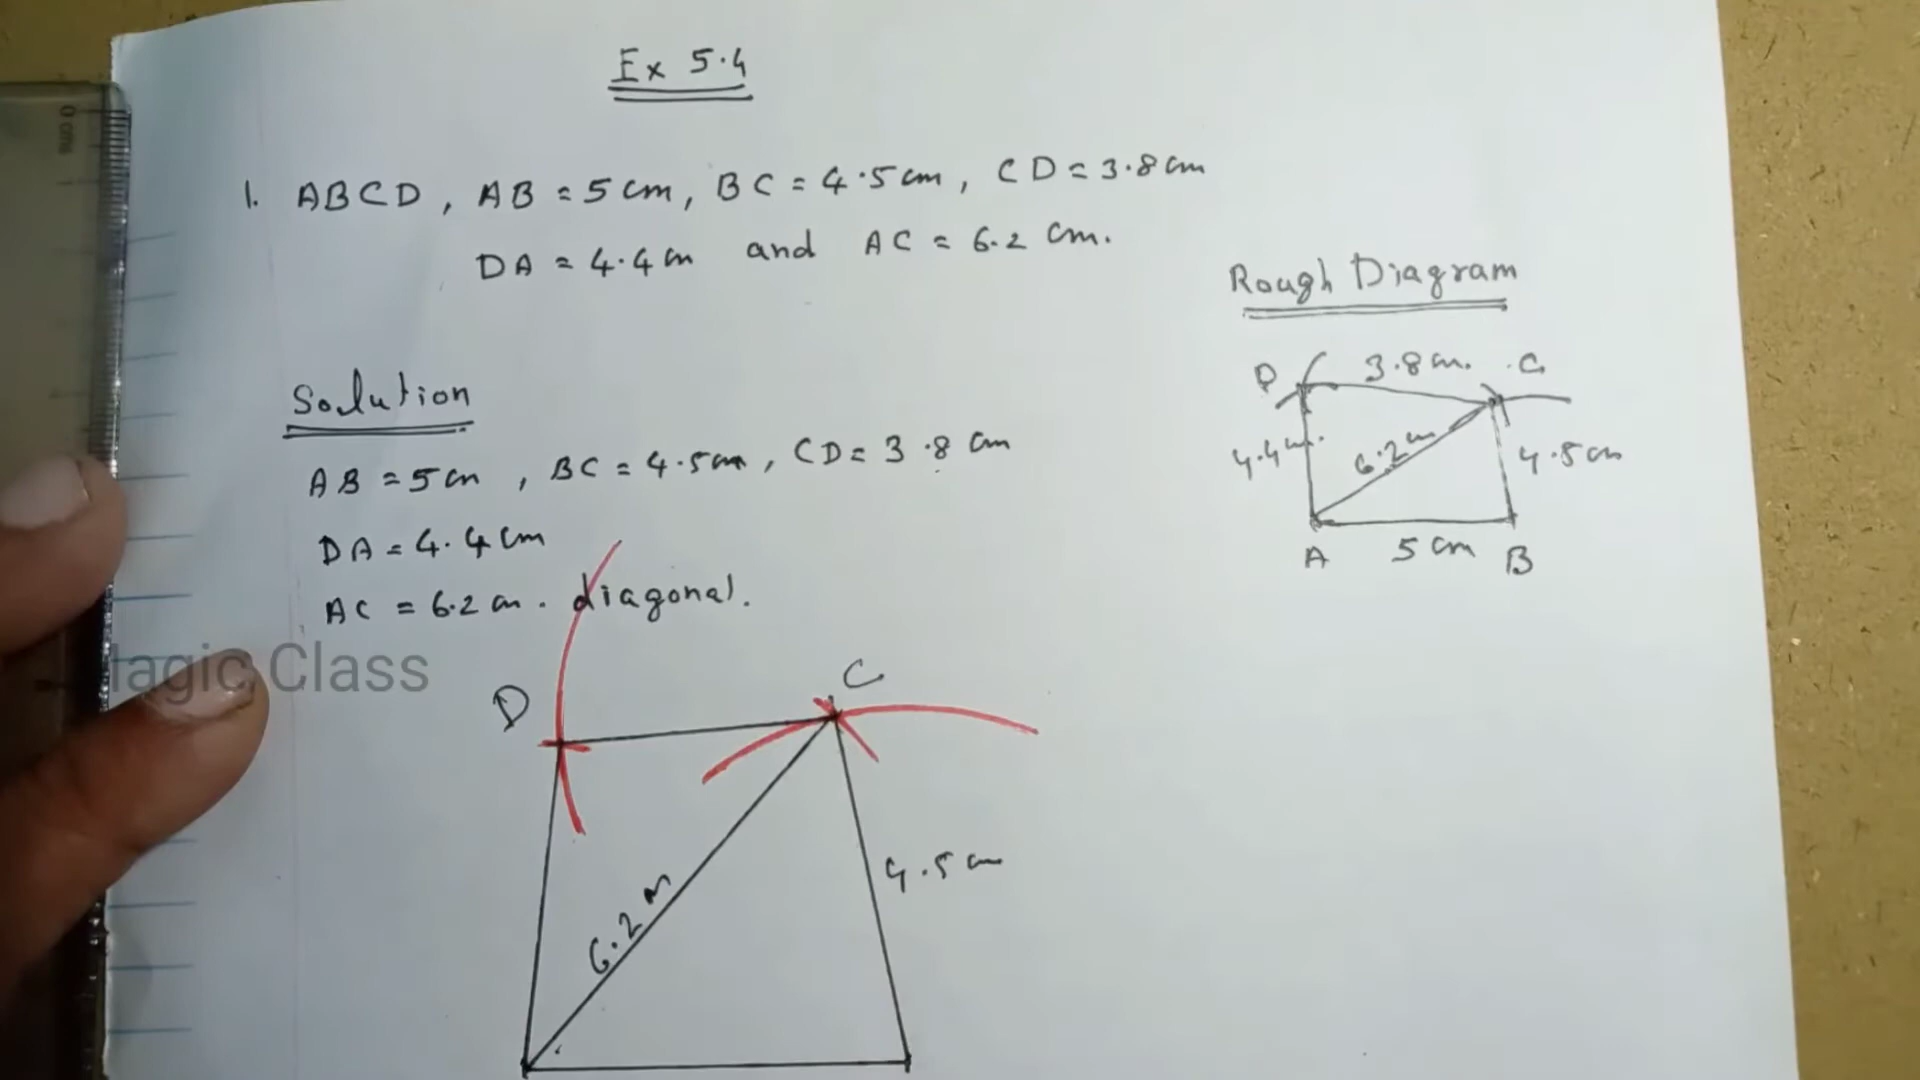 Ex 5.4
1. ABCD, AB = 5 cm, BC = 4.5 cm, CD = 3.8 cm
DA = 4.4 cm and AC = 6.2 cm.
Rough Diagram
D 3.8 cm. C
4.4 cm. 6.2 cm 4.5 cm
A 5 cm B
Solution
AB = 5 cm, BC = 4.5 cm, CD = 3.8 cm
DA = 4.4 cm
AC = 6.2 cm. diagonal.
Magic Class
D C
4.5 cm
6.2 cm
0 cms